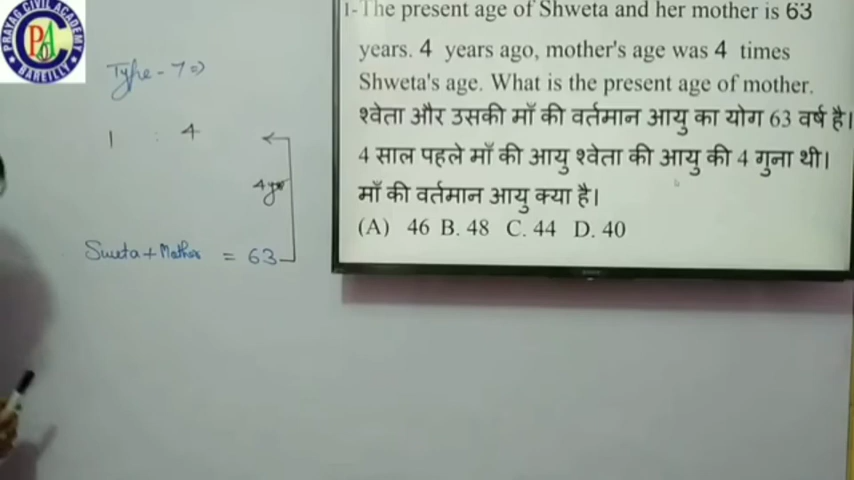 PRAYAG CIVIL ACADEMY
PCA
BAREILLY
Type - 7 =>
1 : 4
4yr
Sweta + Mother = 63
1-The present age of Shweta and her mother is 63
years. 4 years ago, mother's age was 4 times
Shweta's age. What is the present age of mother.
श्वेता और उसकी माँ की वर्तमान आयु का योग 63 वर्ष है।
4 साल पहले माँ की आयु श्वेता की आयु की 4 गुना थी।
माँ की वर्तमान आयु क्या है।
(A) 46 B. 48 C. 44 D. 40